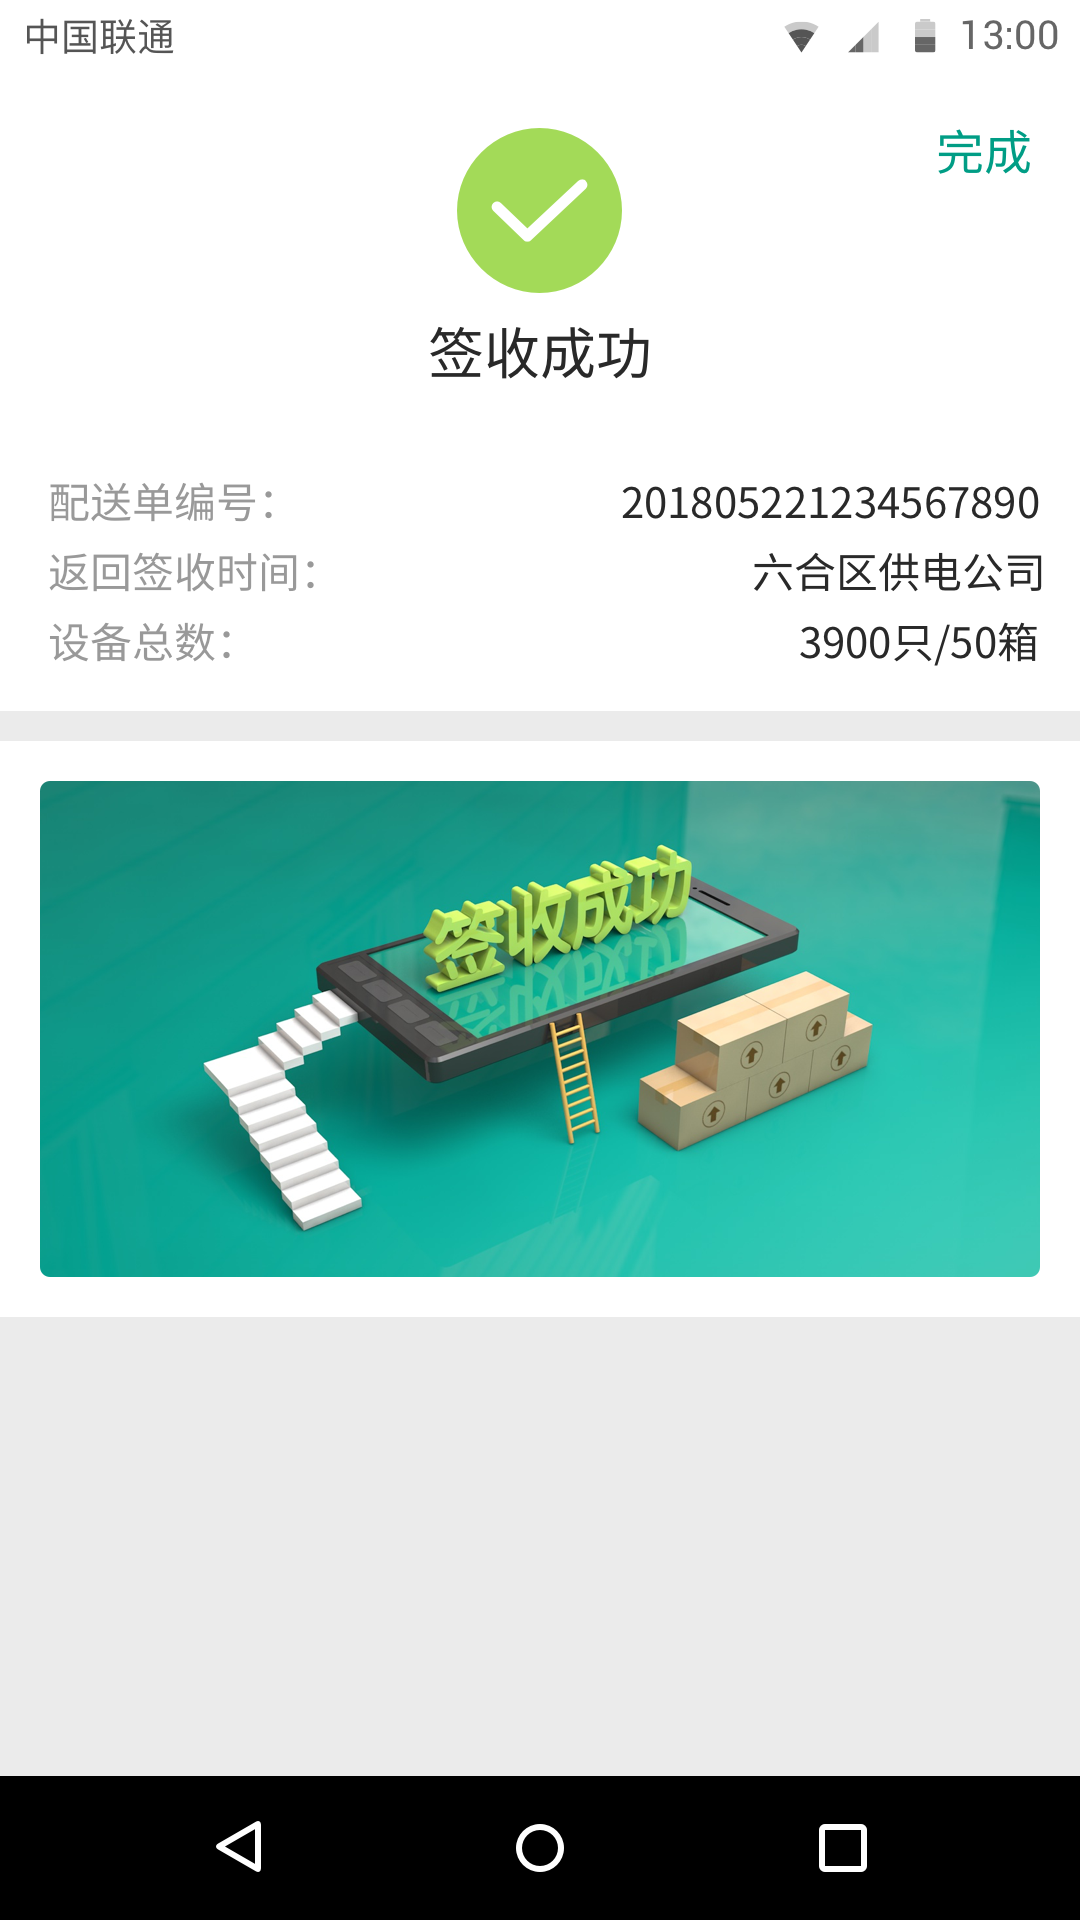 中国联通 13:00
完成
签收成功
配送单编号： 201805221234567890
返回签收时间： 六合区供电公司
设备总数： 3900只/50箱
签收成功